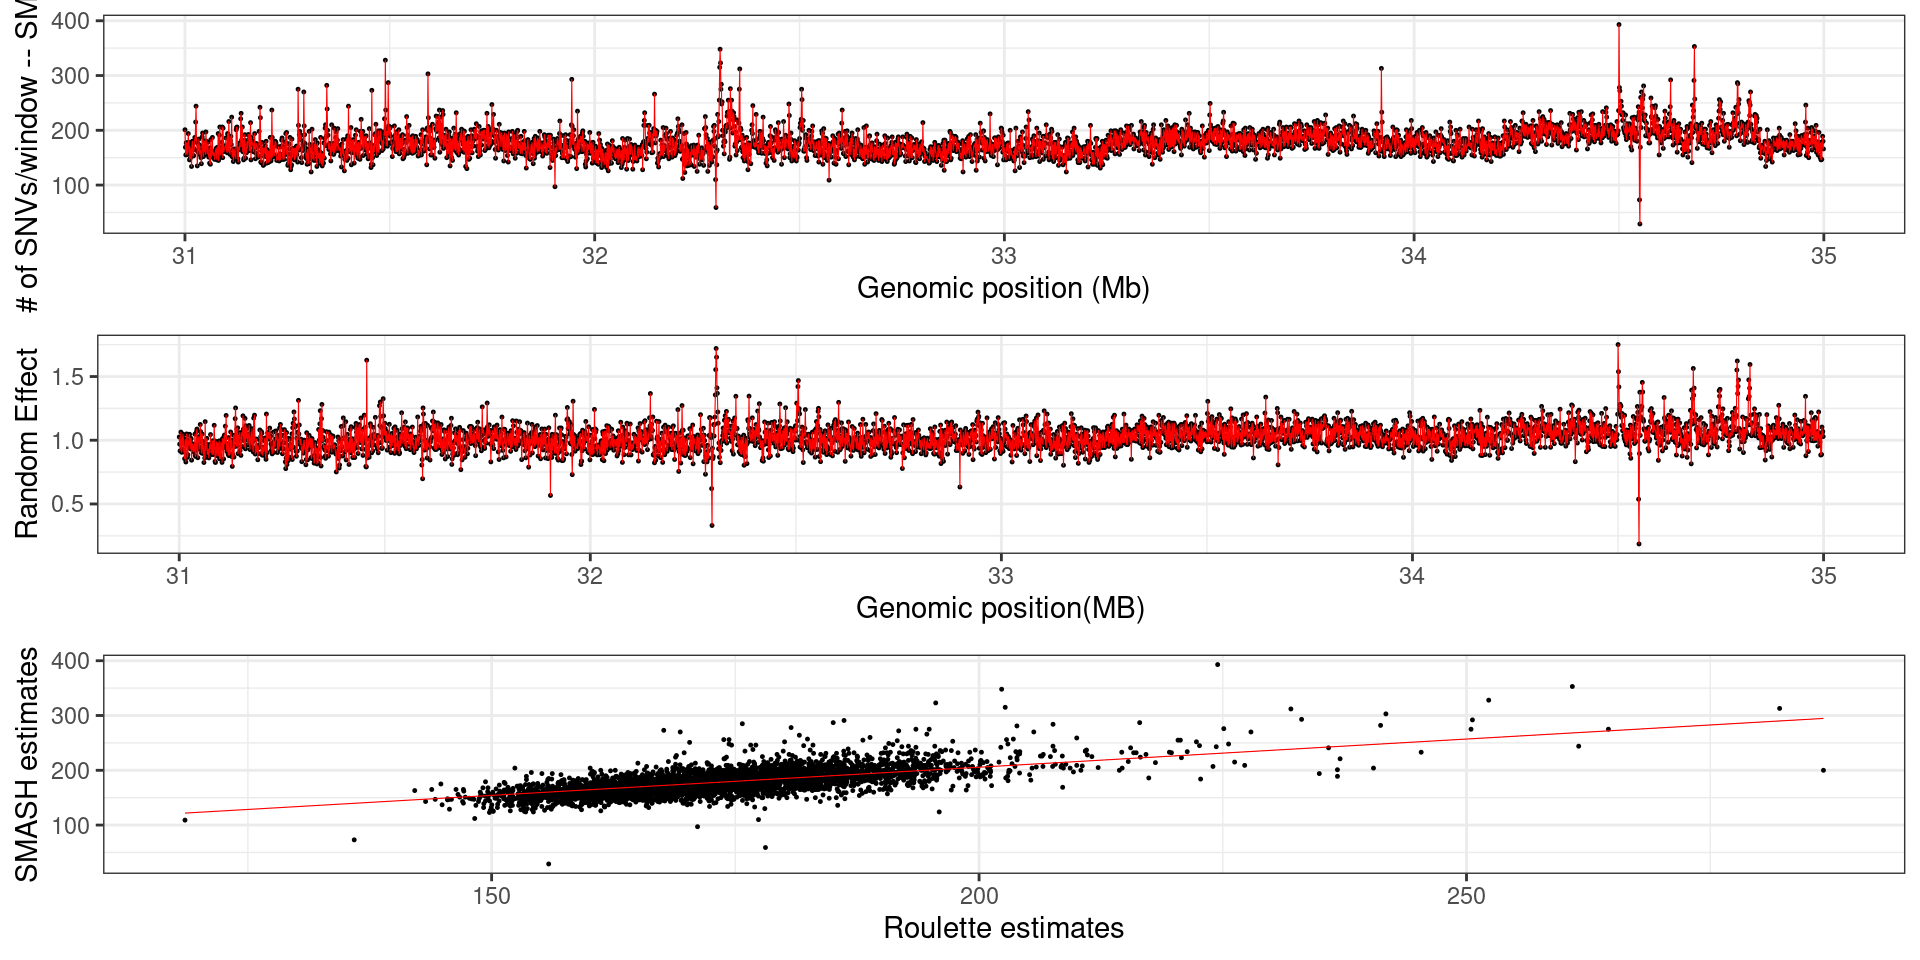 # of SNVs/window -- SM
400
300
200
100
31 32 33 34 35
Genomic position (Mb)
Random Effect
1.5
1.0
0.5
31 32 33 34 35
Genomic position(MB)
SMASH estimates
400
300
200
100
150 200 250
Roulette estimates